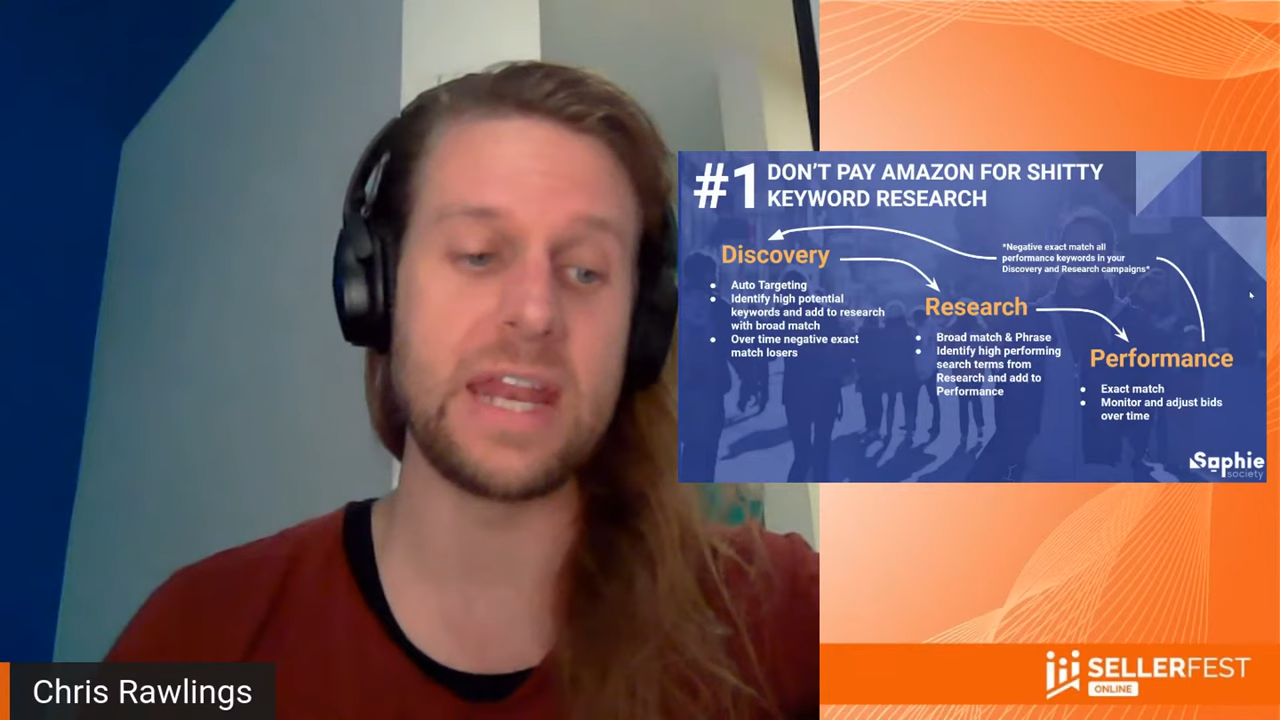 #1 DON'T PAY AMAZON FOR SHITTY
KEYWORD RESEARCH
Discovery
● Auto Targeting
● Identify high potential
keywords and add to research
with broad match
● Over time negative exact
match losers
*Negative exact match all
performance keywords in your
Discovery and Research campaigns*
Research
● Broad match & Phrase
● Identify high performing
search terms from
Research and add to
Performance
Performance
● Exact match
● Monitor and adjust bids
over time
Sophie
society
Chris Rawlings
SELLERFEST
ONLINE